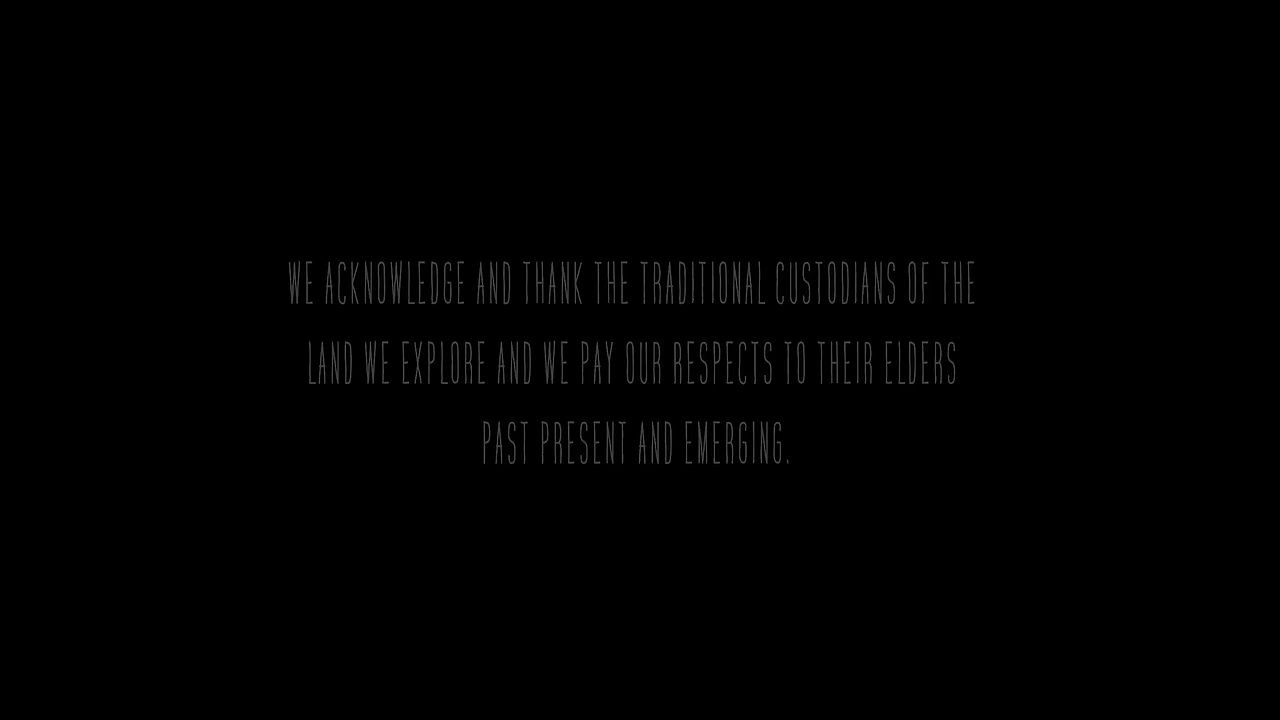 WE ACKNOWLEDGE AND THANK THE TRADITIONAL CUSTODIANS OF THE
LAND WE EXPLORE AND WE PAY OUR RESPECTS TO THEIR ELDERS
PAST PRESENT AND EMERGING.